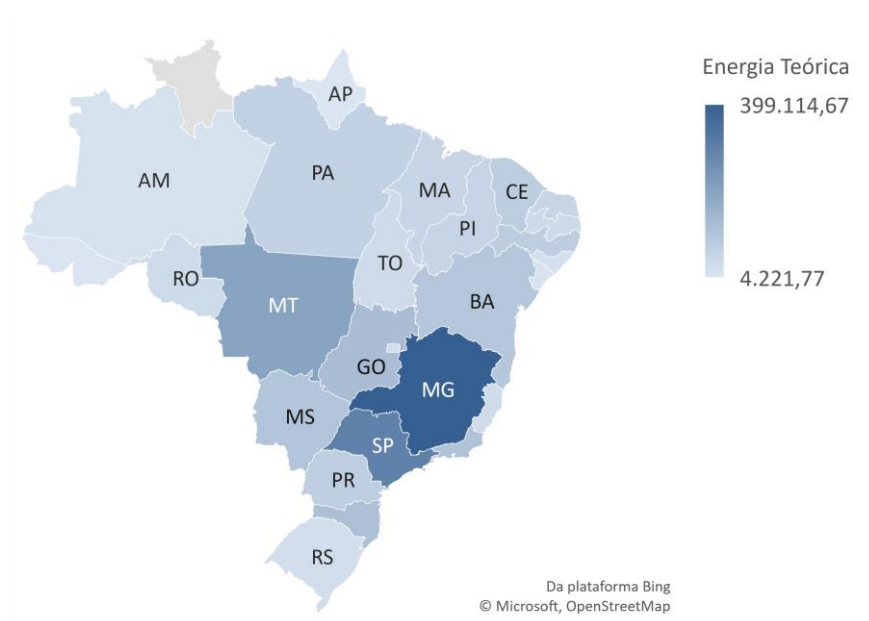 Energia Teórica
399.114,67
4.221,77
AP
AM
PA
MA
CE
PI
RO
TO
MT
BA
GO
MG
MS
SP
PR
RS
Da plataforma Bing
© Microsoft, OpenStreetMap